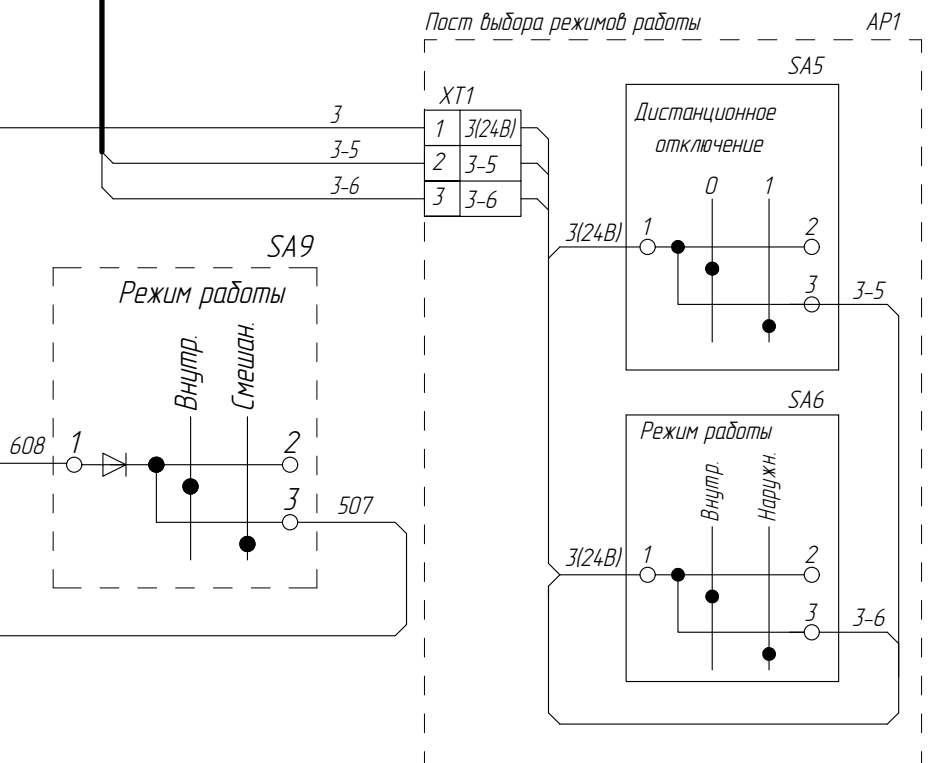 Пост выбора режимов работы АР1
SA5
XT1
3
1 3(24В)
3-5
2 3-5
3-6
3 3-6
Дистанционное
отключение
0 1
3(24В) 1 2
3 3-5
SA9
Режим работы
Внутр. Смешан.
608 1 2
3 507
SA6
Режим работы
Внутр. Наружн.
3(24В) 1 2
3 3-6